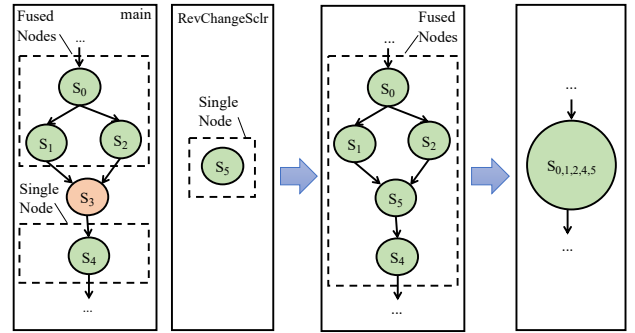 Fused
Nodes
main
...
S0
S1
S2
S3
Single
Node
S4
...
RevChangeSclr
Single
Node
S5
Fused
Nodes
...
S0
S1
S2
S5
S4
...
...
S0,1,2,4,5
...